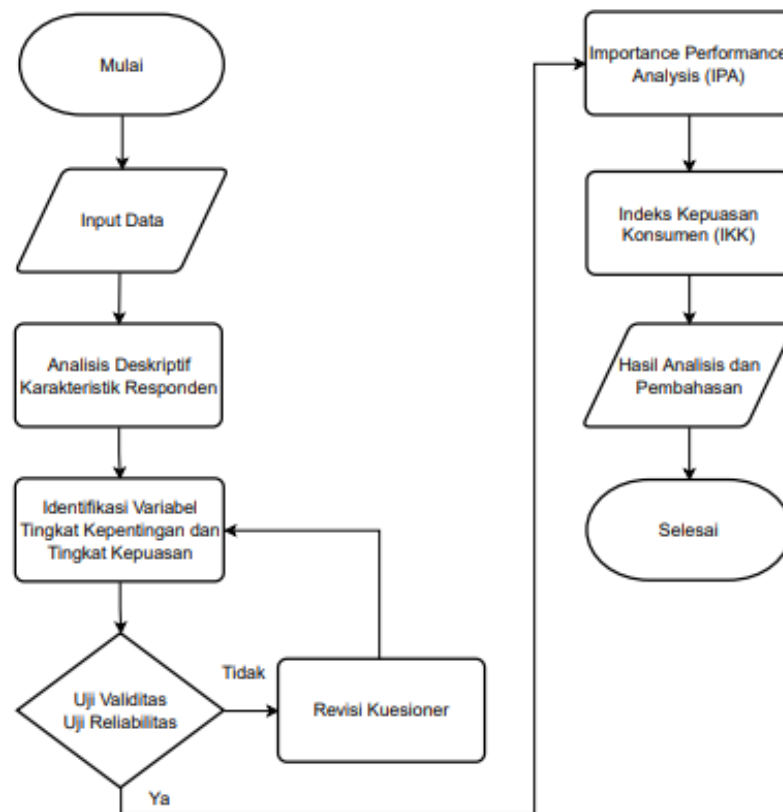 Mulai
Input Data
Analisis Deskriptif
Karakteristik Responden
Identifikasi Variabel
Tingkat Kepentingan dan
Tingkat Kepuasan
Uji Validitas
Uji Reliabilitas
Tidak
Revisi Kuesioner
Ya
Importance Performance
Analysis (IPA)
Indeks Kepuasan
Konsumen (IKK)
Hasil Analisis dan
Pembahasan
Selesai